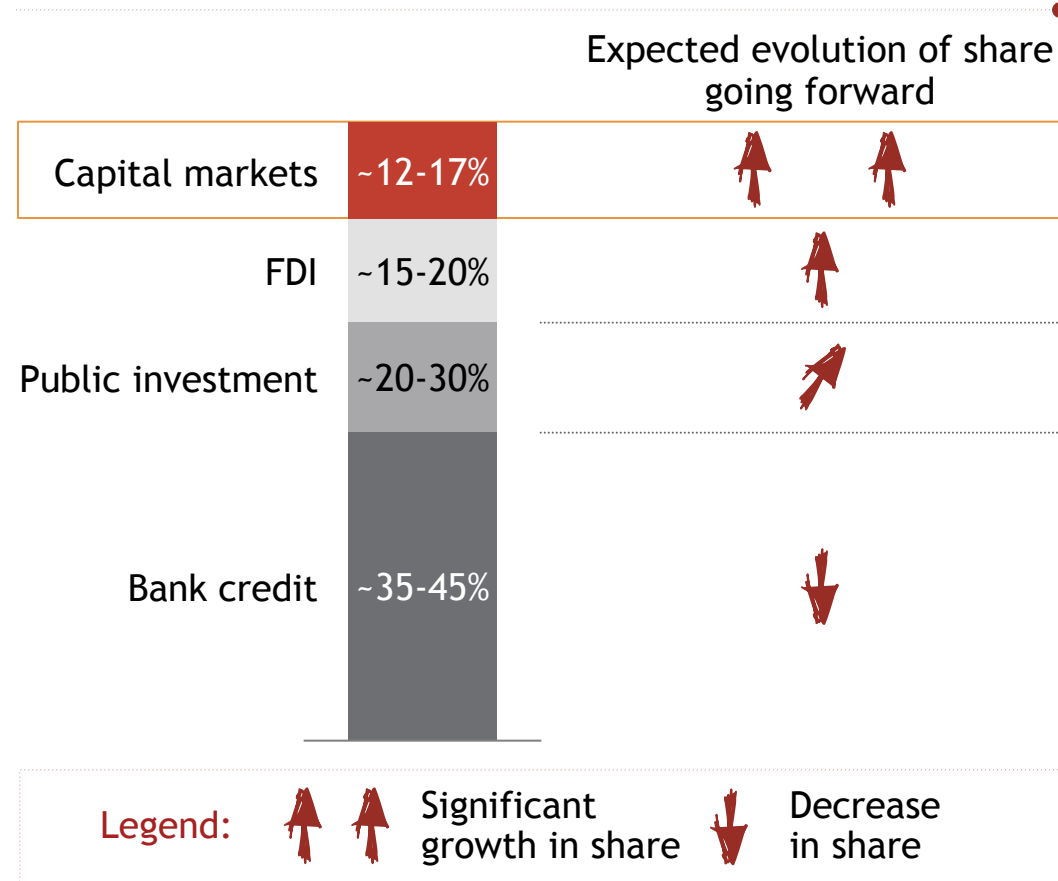 Expected evolution of share
going forward
Capital markets ~12-17%
FDI ~15-20%
Public investment ~20-30%
Bank credit ~35-45%
Legend: Significant growth in share Decrease in share